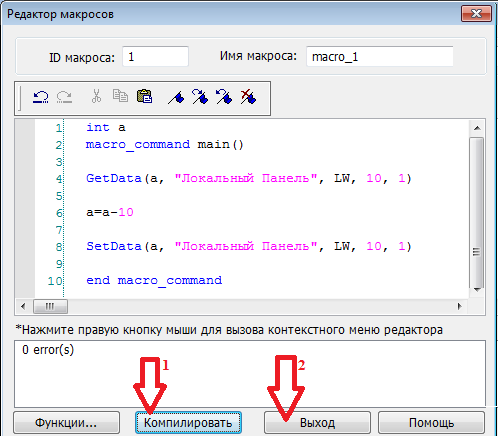 Редактор макросов
ID макроса: 1 Имя макроса: macro_1
1 int a
2 macro_command main()
3
4 GetData(a, "Локальный Панель", LW, 10, 1)
5
6 a=a-10
7
8 SetData(a, "Локальный Панель", LW, 10, 1)
9
10 end macro_command
*Нажмите правую кнопку мыши для вызова контекстного меню редактора
0 error(s)
1 2
Функции... Компилировать Выход Помощь